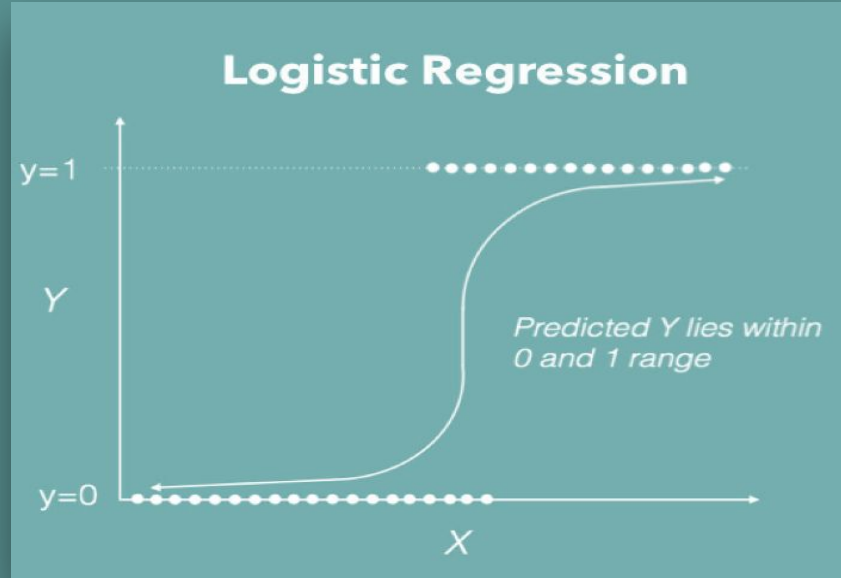 Logistic Regression
y=1
Y
Predicted Y lies within
0 and 1 range
y=0
X